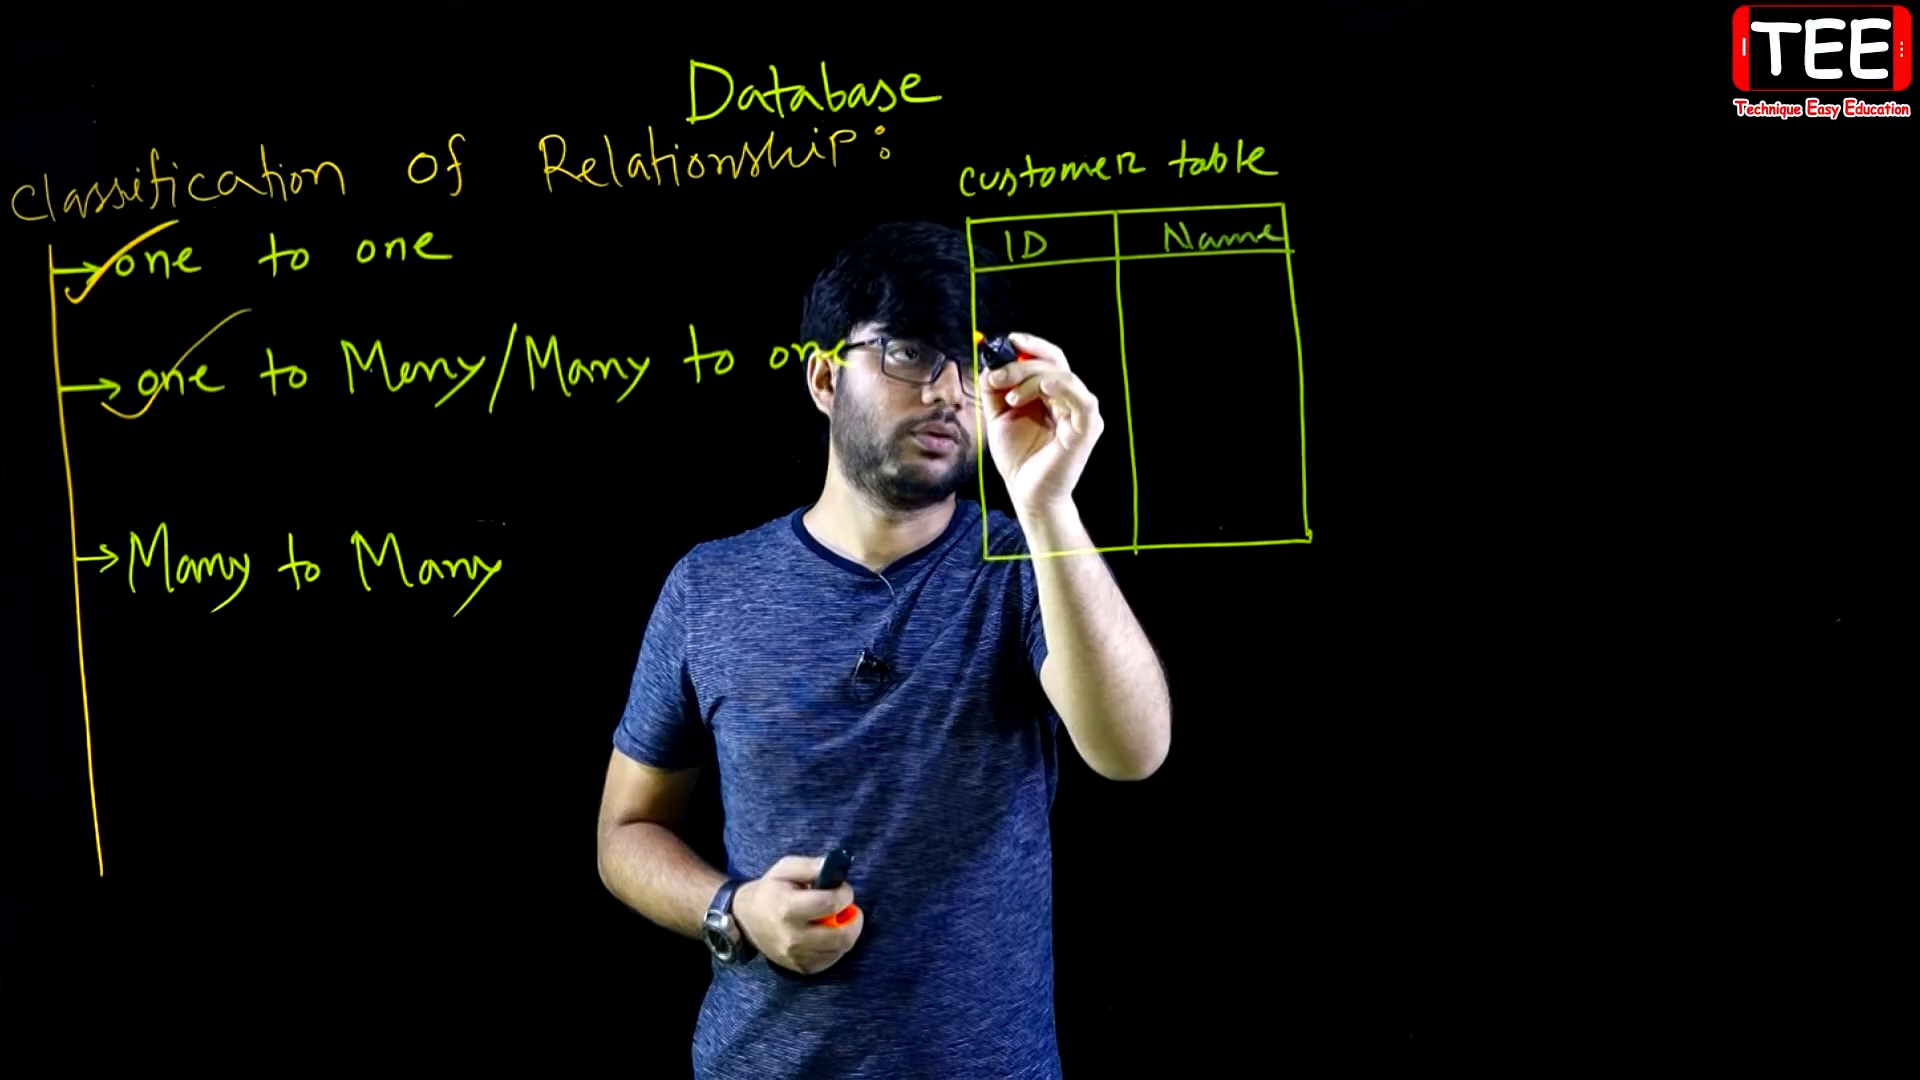 TEE
Technique Easy Education
Database
Classification of Relationship:
one to one
one to Many/Many to one
Many to Many
customer table
ID Name